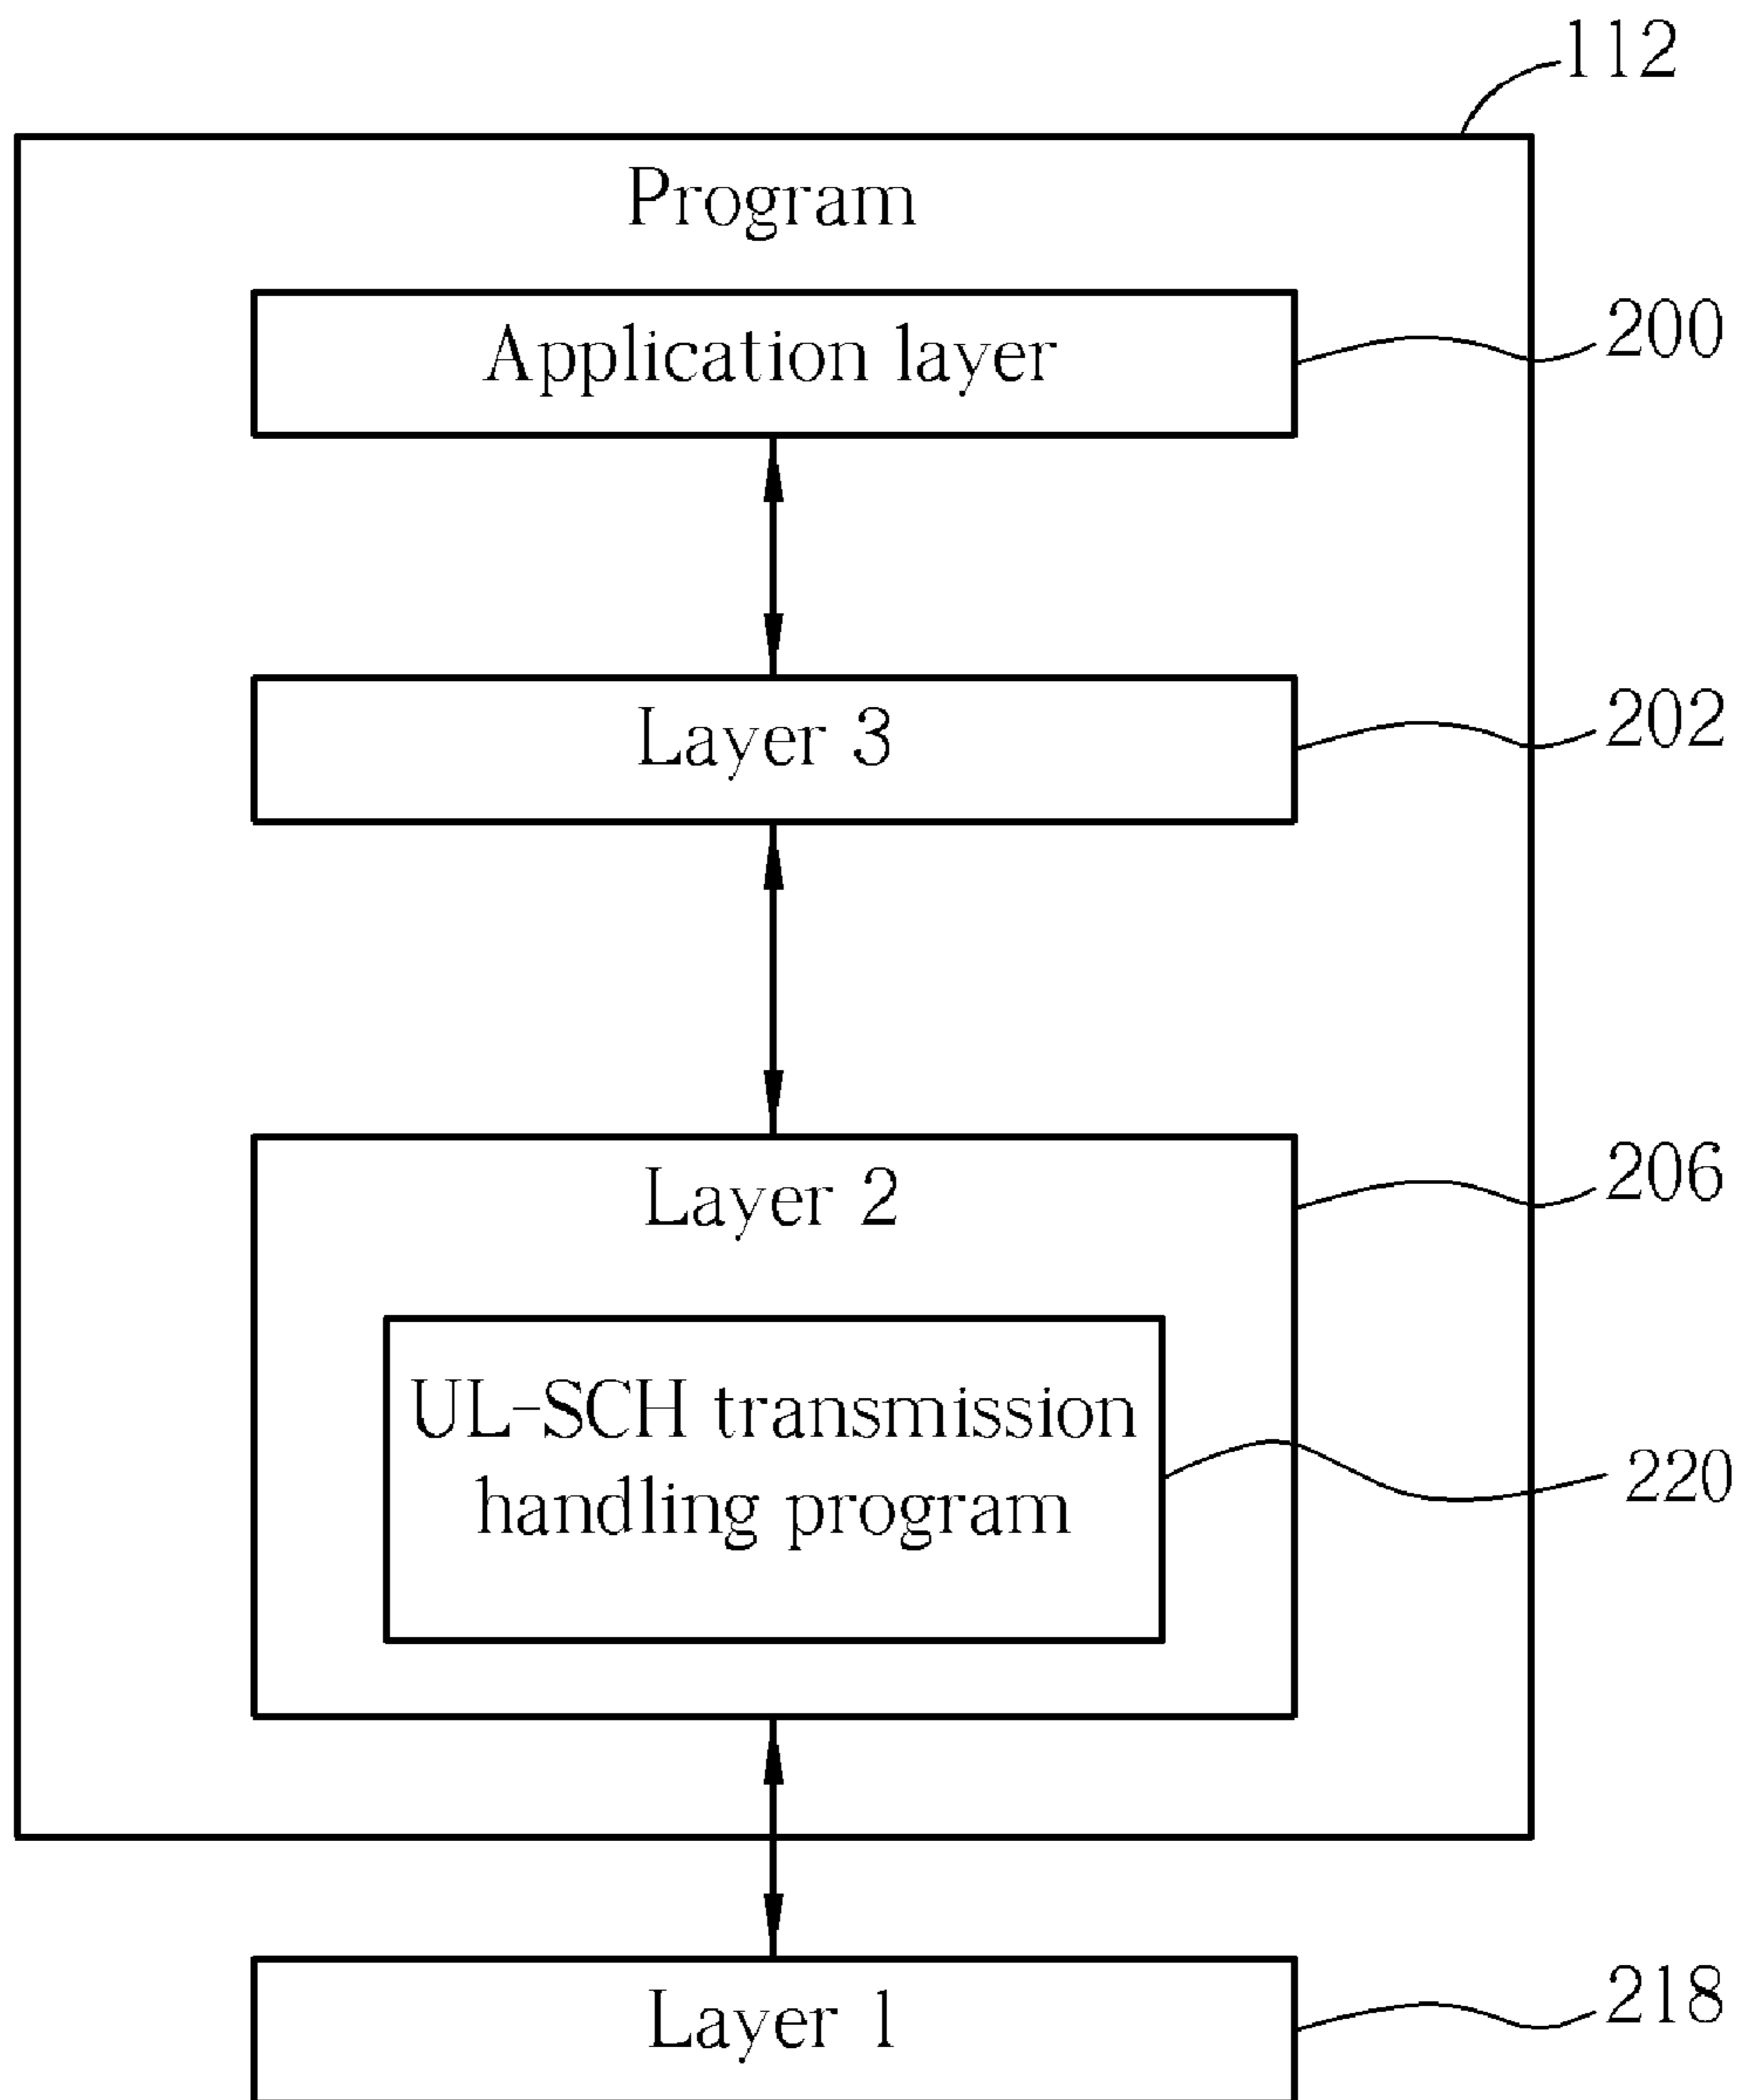 112
Program
Application layer
200
Layer 3
202
Layer 2
206
UL-SCH transmission
handling program
220
Layer 1
218